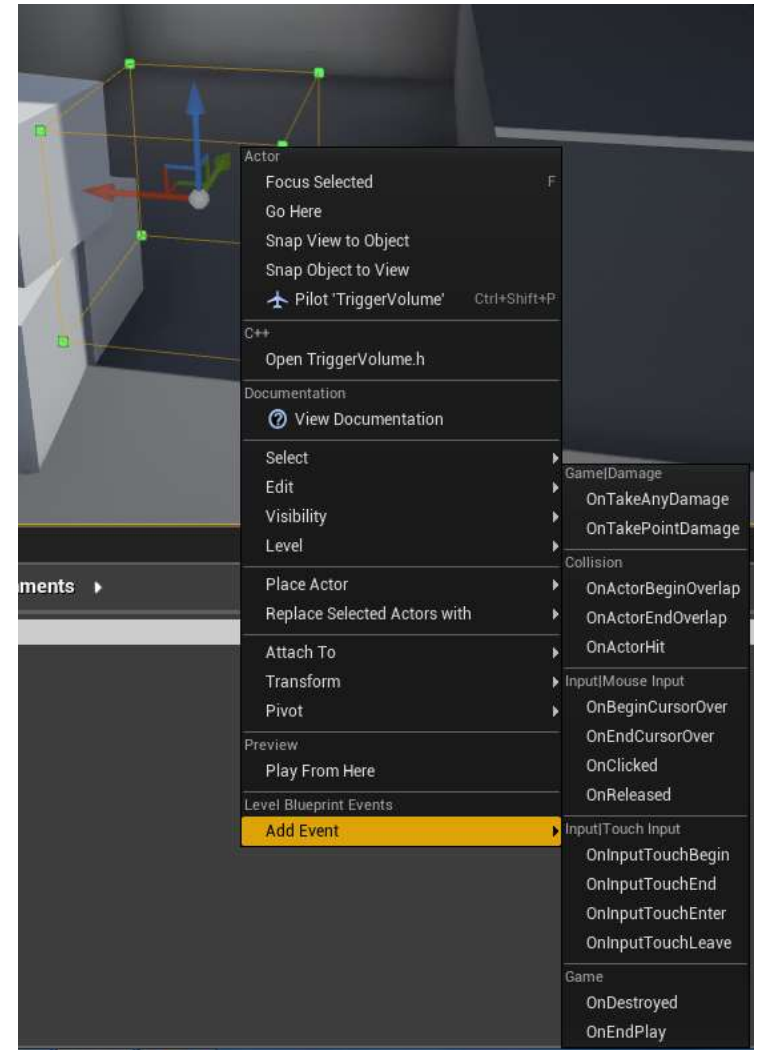 Actor
Focus Selected F
Go Here
Snap View to Object
Snap Object to View
Pilot 'TriggerVolume' Ctrl+Shift+P
C++
Open TriggerVolume.h
Documentation
View Documentation
Select
Edit
Visibility
Level
Place Actor
Replace Selected Actors with
Attach To
Transform
Pivot
Preview
Play From Here
Level Blueprint Events
Add Event
Game|Damage
OnTakeAnyDamage
OnTakePointDamage
Collision
OnActorBeginOverlap
OnActorEndOverlap
OnActorHit
Input|Mouse Input
OnBeginCursorOver
OnEndCursorOver
OnClicked
OnReleased
Input|Touch Input
OnInputTouchBegin
OnInputTouchEnd
OnInputTouchEnter
OnInputTouchLeave
Game
OnDestroyed
OnEndPlay